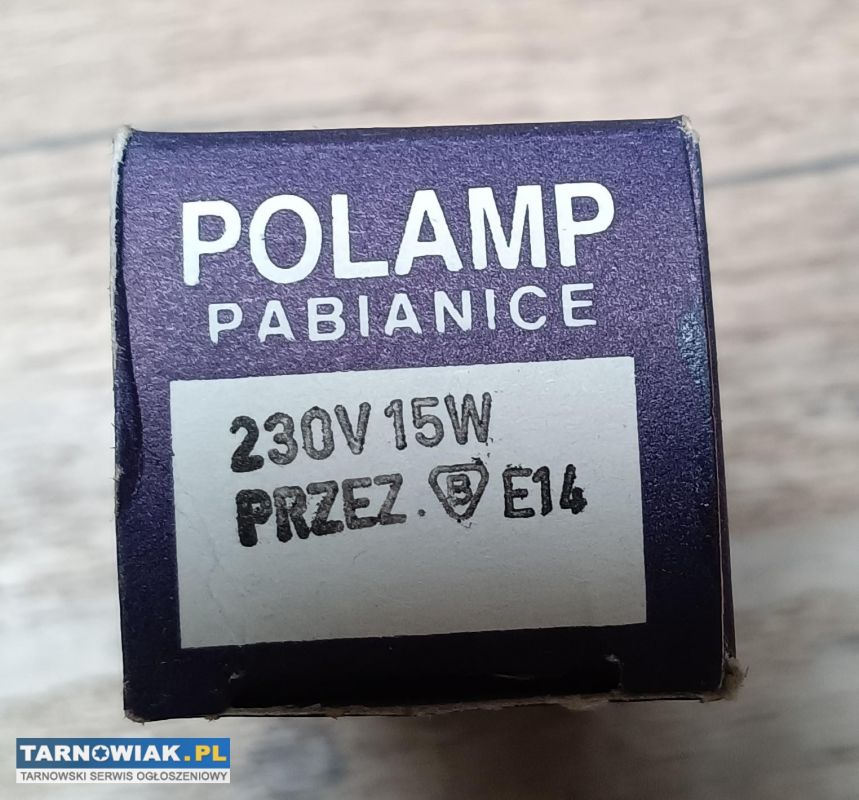 POLAMP
PABIANICE
230V 15W
PRZEZ. B E14
TARNOWIAK.PL
TARNOWSKI SERWIS OGŁOSZENIOWY